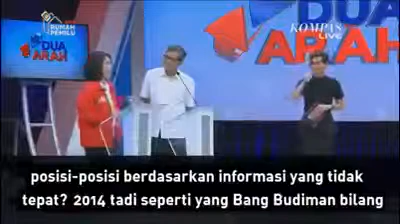 RUMAH
PEMILU
DUA
ARAH
KOMPAS
LIVE
DUA
ARAH
posisi-posisi berdasarkan informasi yang tidak
tepat? 2014 tadi seperti yang Bang Budiman bilang